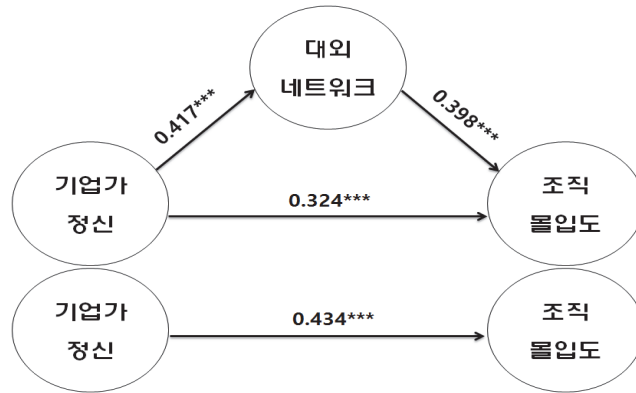 대외
네트워크
0.417***
0.398***
기업가
정신
0.324***
조직
몰입도
기업가
정신
0.434***
조직
몰입도